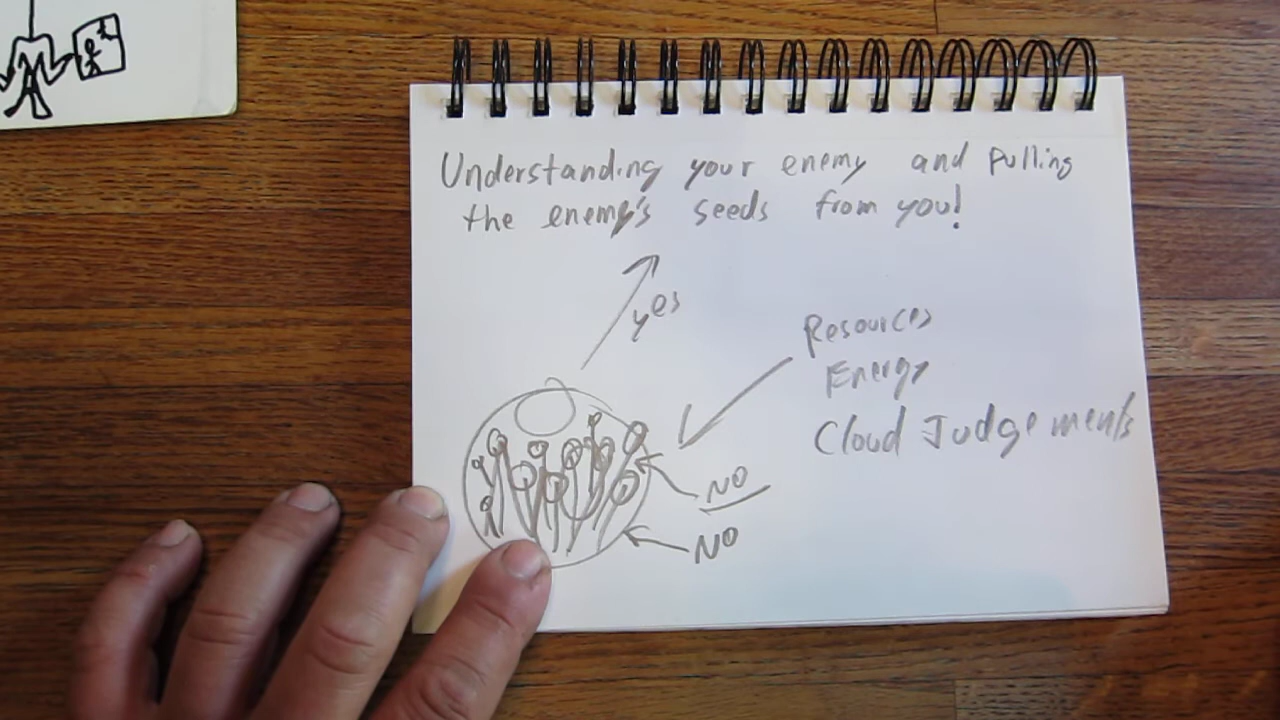 Understanding your enemy and pulling
the enemy's seeds from you!
yes
Resources
Energy
Cloud Judgements
NO
NO